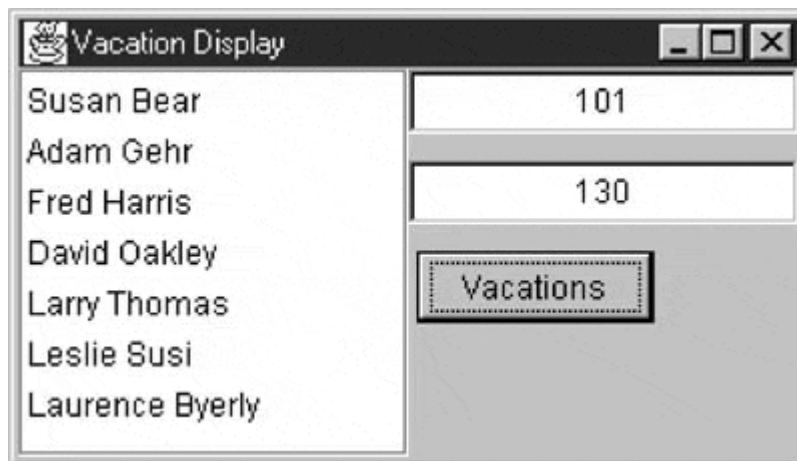 Vacation Display
Susan Bear
Adam Gehr
Fred Harris
David Oakley
Larry Thomas
Leslie Susi
Laurence Byerly
101
130
Vacations